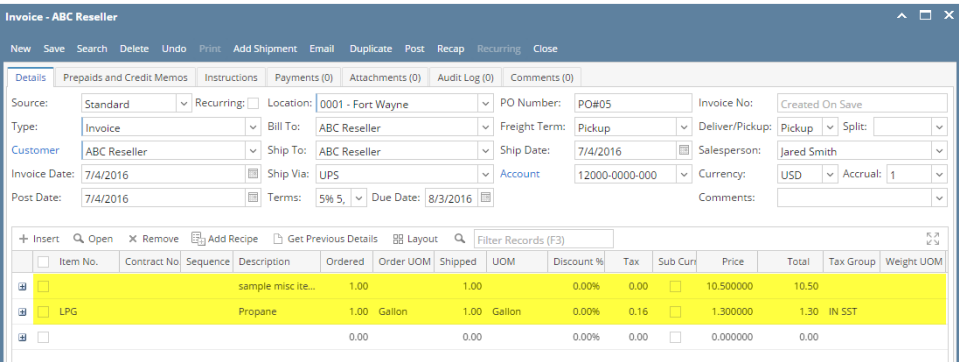 Invoice - ABC Reseller
New Save Search Delete Undo Print Add Shipment Email Duplicate Post Recap Recurring Close
Details Prepaids and Credit Memos Instructions Payments (0) Attachments (0) Audit Log (0) Comments (0)
Source: Standard Recurring: Location: 0001 - Fort Wayne PO Number: PO#05 Invoice No: Created On Save
Type: Invoice Bill To: ABC Reseller Freight Term: Pickup Deliver/Pickup: Pickup Split:
Customer ABC Reseller Ship To: ABC Reseller Ship Date: 7/4/2016 Salesperson: Jared Smith
Invoice Date: 7/4/2016 Ship Via: UPS Account 12000-0000-000 Currency: USD Accrual: 1
Post Date: 7/4/2016 Terms: 5% 5, Due Date: 8/3/2016 Comments:
+ Insert Open X Remove Add Recipe Get Previous Details Layout Filter Records (F3)
Item No. Contract No Sequence Description Ordered Order UOM Shipped UOM Discount % Tax Sub Curr Price Total Tax Group Weight UOM
sample misc ite... 1.00 1.00 0.00% 0.00 10.500000 10.50
LPG Propane 1.00 Gallon 1.00 Gallon 0.00% 0.16 1.300000 1.30 IN SST
0.00 0.00 0.00% 0.00 0.000000 0.00